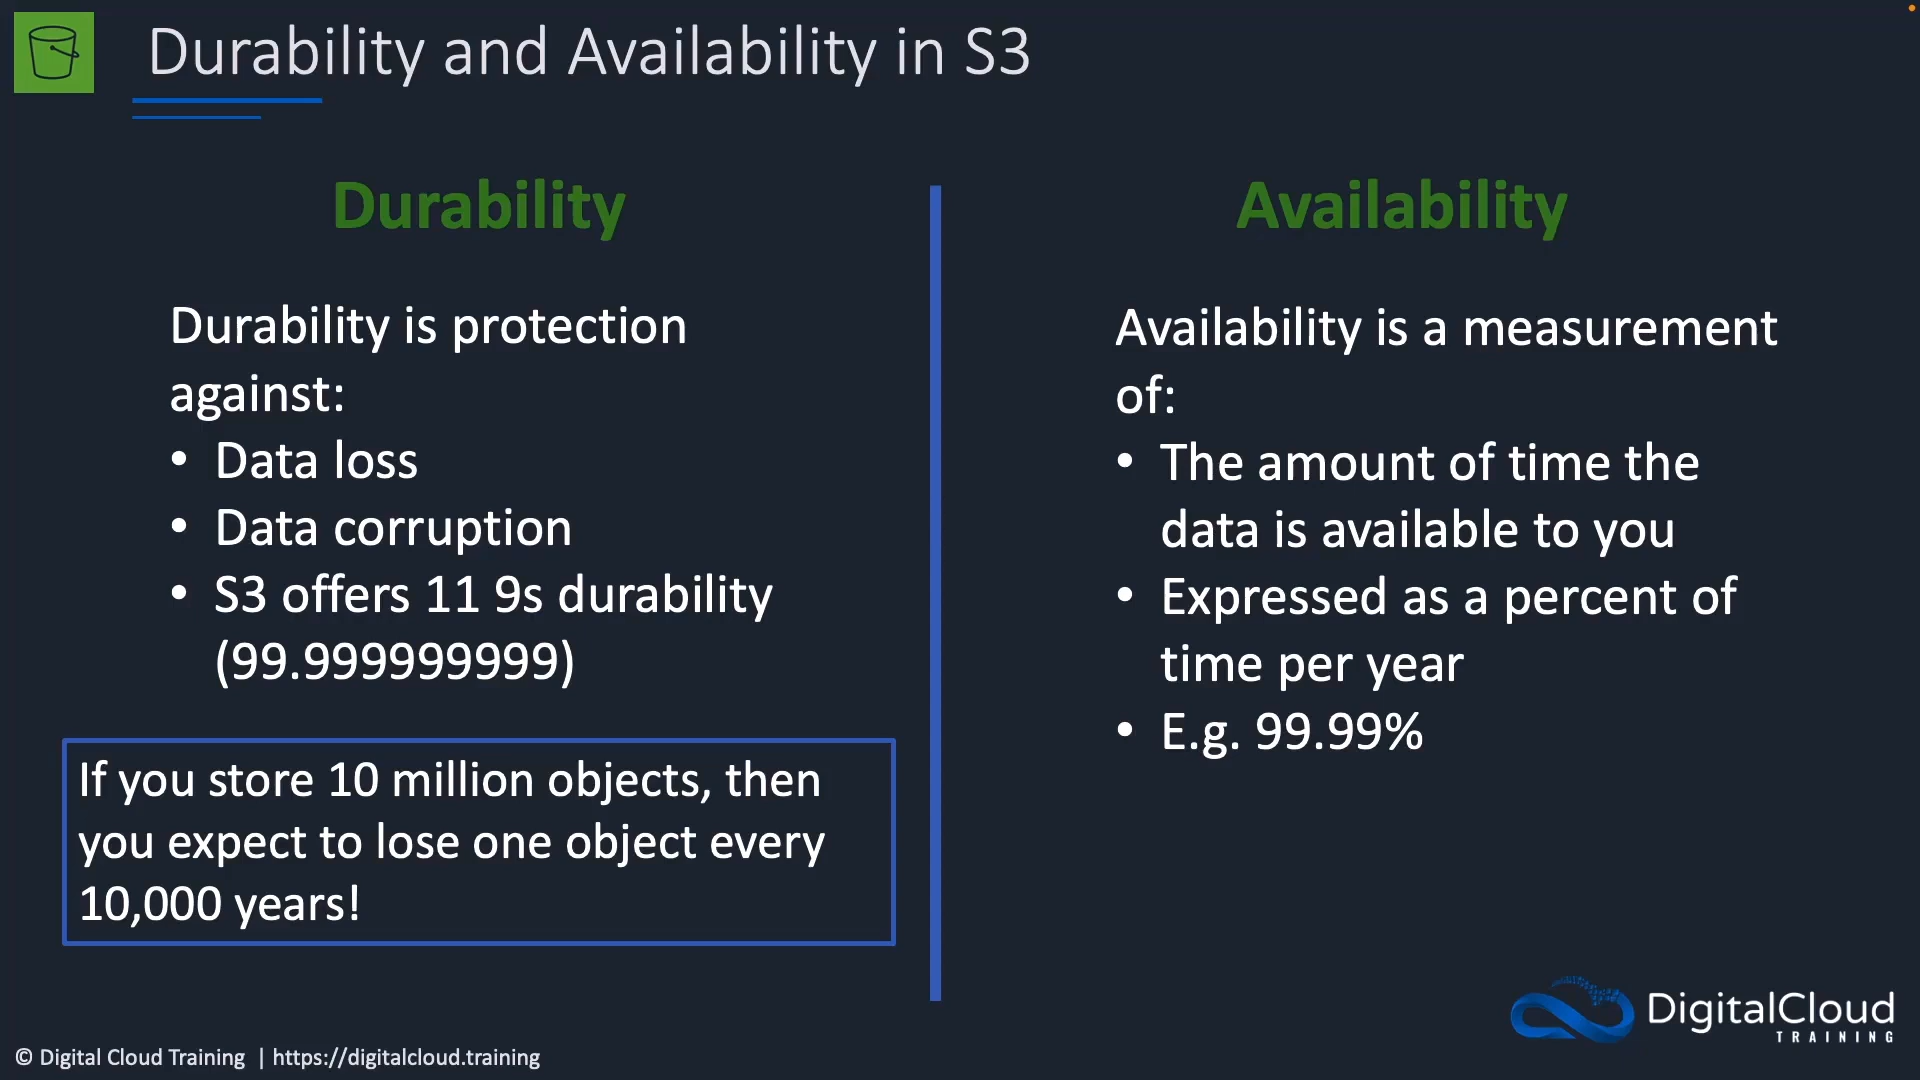 Durability and Availability in S3
Durability
Durability is protection
against:
• Data loss
• Data corruption
• S3 offers 11 9s durability
(99.999999999)
If you store 10 million objects, then
you expect to lose one object every
10,000 years!
Availability
Availability is a measurement
of:
• The amount of time the
data is available to you
• Expressed as a percent of
time per year
• E.g. 99.99%
DigitalCloud
TRAINING
© Digital Cloud Training | https://digitalcloud.training